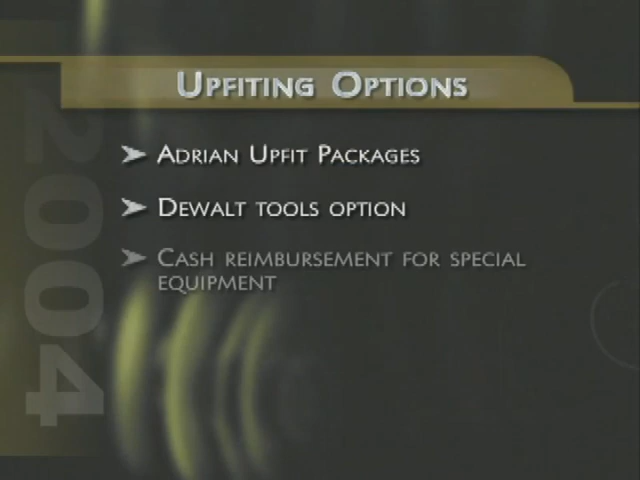 UPFITING OPTIONS
ADRIAN UPFIT PACKAGES
DEWALT TOOLS OPTION
CASH REIMBURSEMENT FOR SPECIAL
EQUIPMENT
2004